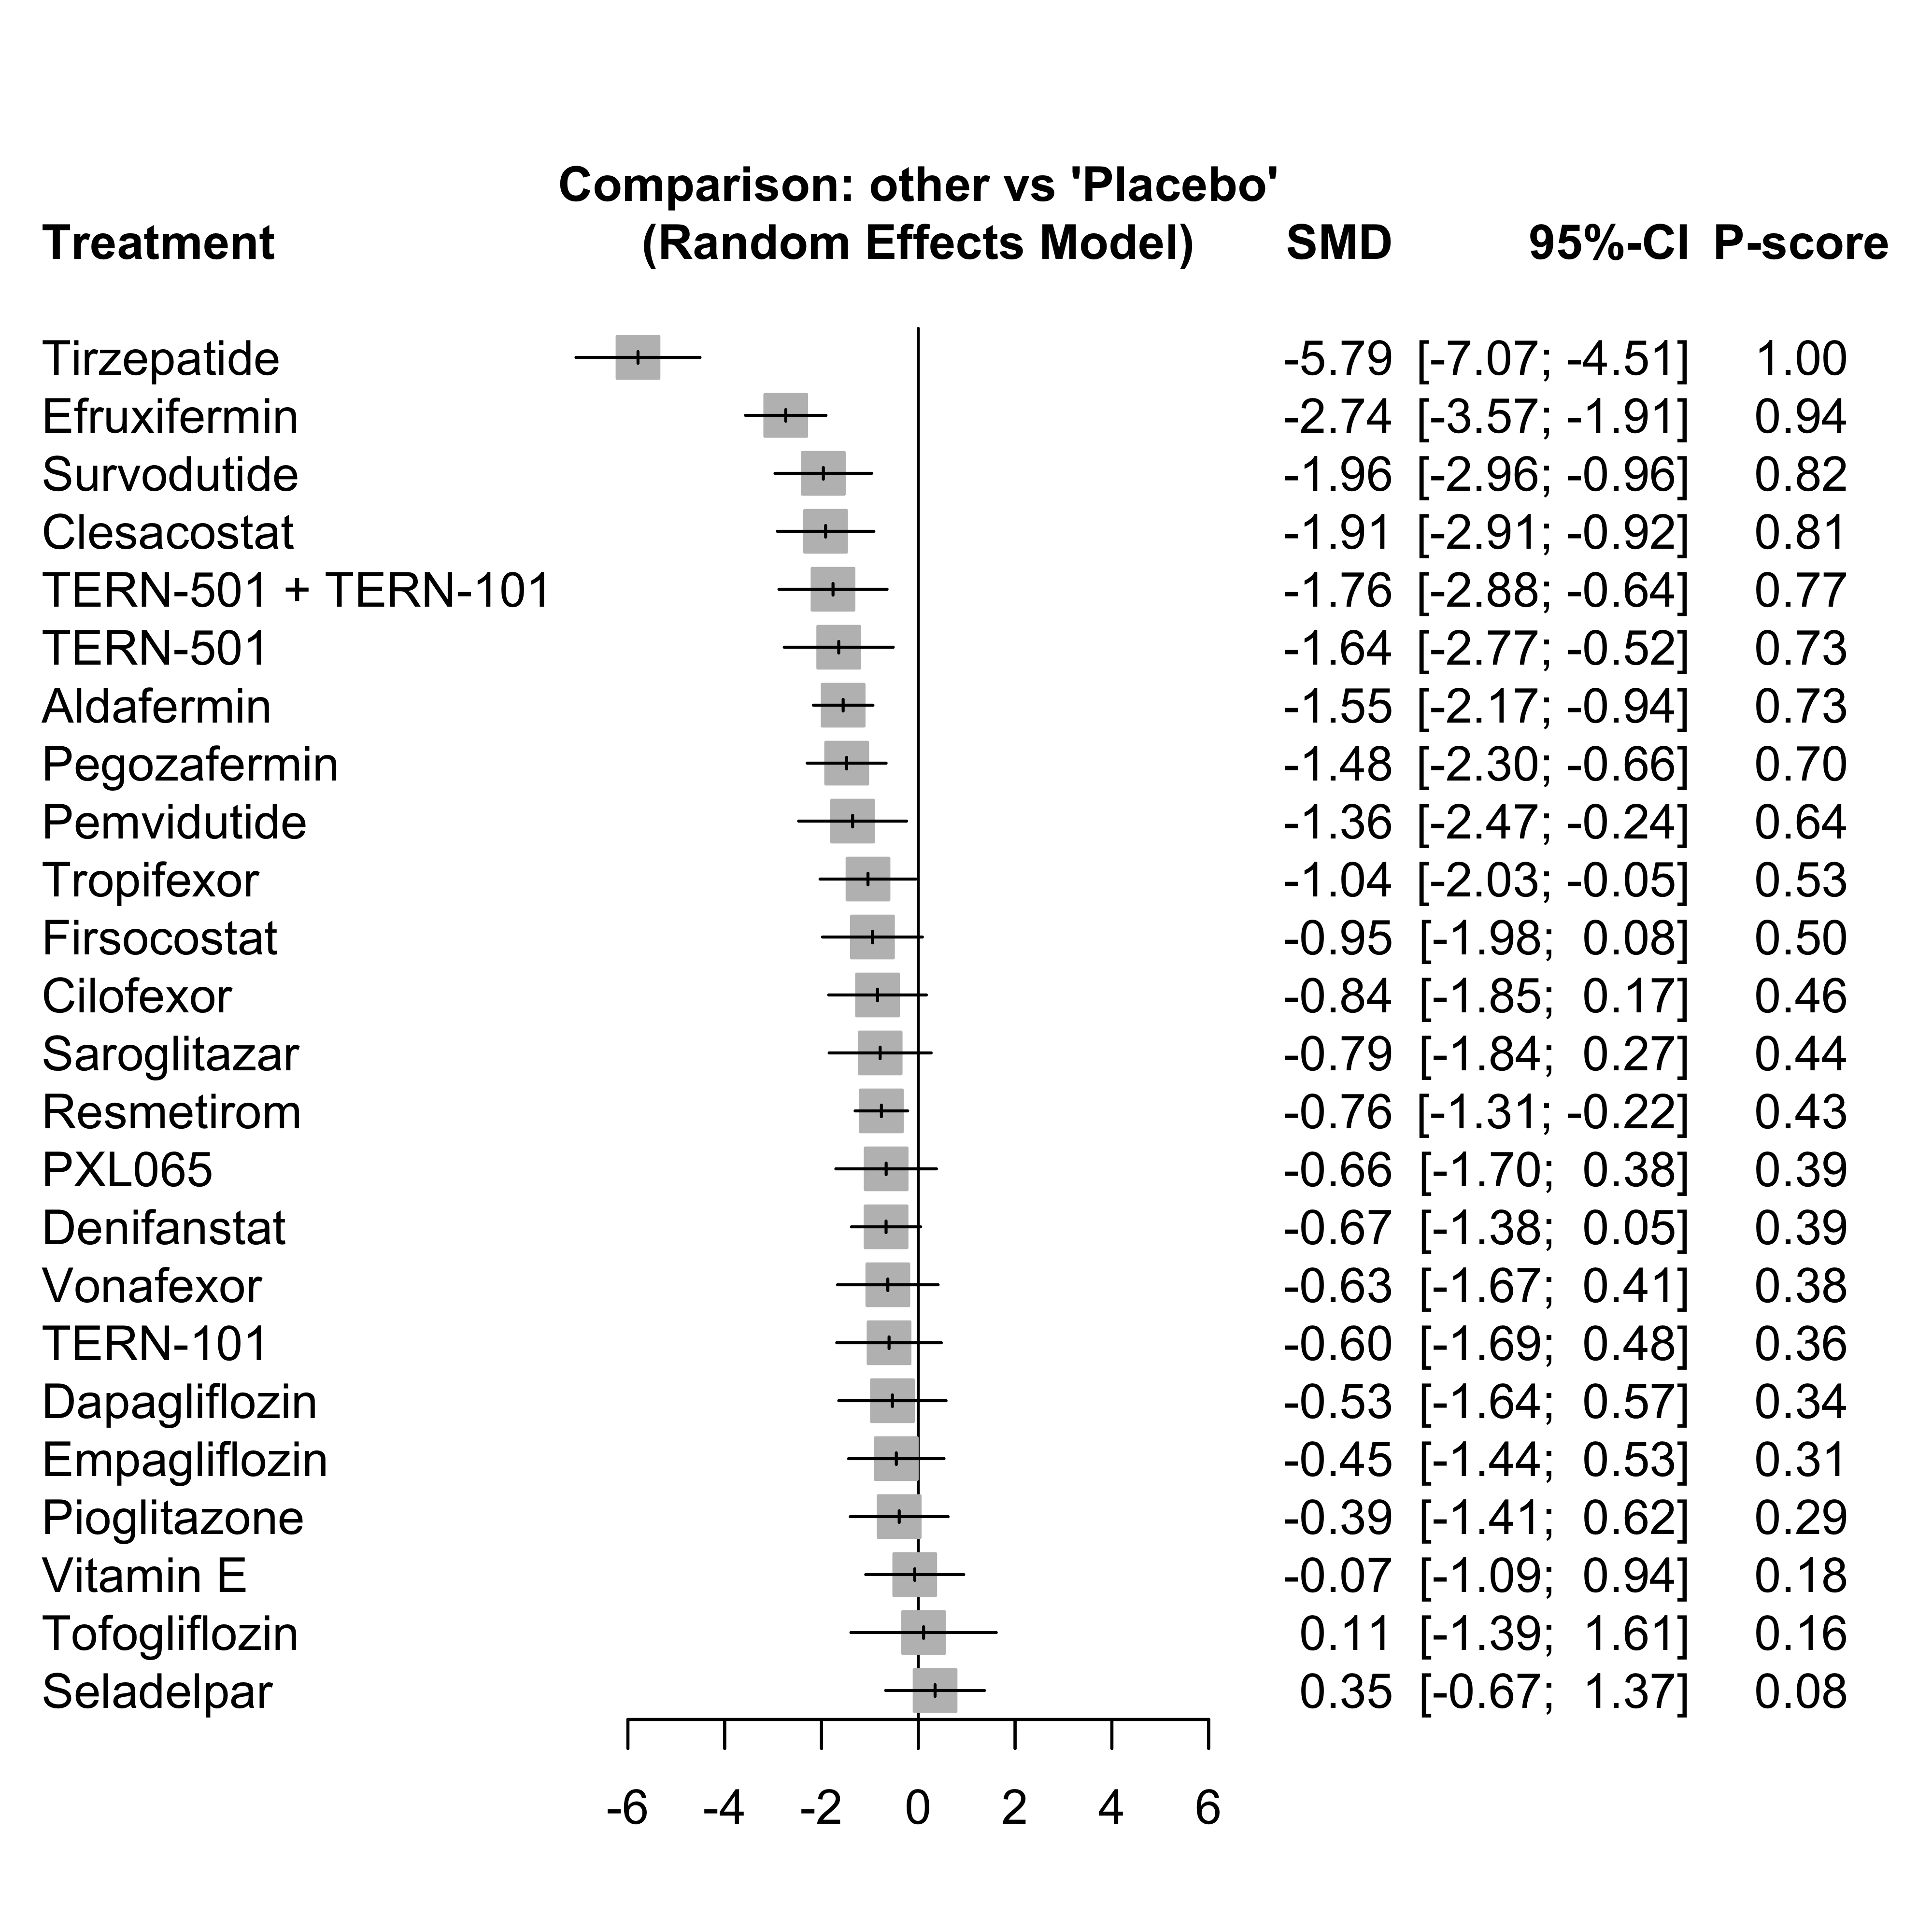 Comparison: other vs 'Placebo'
Treatment (Random Effects Model) SMD 95%-CI P-score
Tirzepatide -5.79 [-7.07; -4.51] 1.00
Efruxifermin -2.74 [-3.57; -1.91] 0.94
Survodutide -1.96 [-2.96; -0.96] 0.82
Clesacostat -1.91 [-2.91; -0.92] 0.81
TERN-501 + TERN-101 -1.76 [-2.88; -0.64] 0.77
TERN-501 -1.64 [-2.77; -0.52] 0.73
Aldafermin -1.55 [-2.17; -0.94] 0.73
Pegozafermin -1.48 [-2.30; -0.66] 0.70
Pemvidutide -1.36 [-2.47; -0.24] 0.64
Tropifexor -1.04 [-2.03; -0.05] 0.53
Firsocostat -0.95 [-1.98; 0.08] 0.50
Cilofexor -0.84 [-1.85; 0.17] 0.46
Saroglitazar -0.79 [-1.84; 0.27] 0.44
Resmetirom -0.76 [-1.31; -0.22] 0.43
PXL065 -0.66 [-1.70; 0.38] 0.39
Denifanstat -0.67 [-1.38; 0.05] 0.39
Vonafexor -0.63 [-1.67; 0.41] 0.38
TERN-101 -0.60 [-1.69; 0.48] 0.36
Dapagliflozin -0.53 [-1.64; 0.57] 0.34
Empagliflozin -0.45 [-1.44; 0.53] 0.31
Pioglitazone -0.39 [-1.41; 0.62] 0.29
Vitamin E -0.07 [-1.09; 0.94] 0.18
Tofogliflozin 0.11 [-1.39; 1.61] 0.16
Seladelpar 0.35 [-0.67; 1.37] 0.08
-6 -4 -2 0 2 4 6